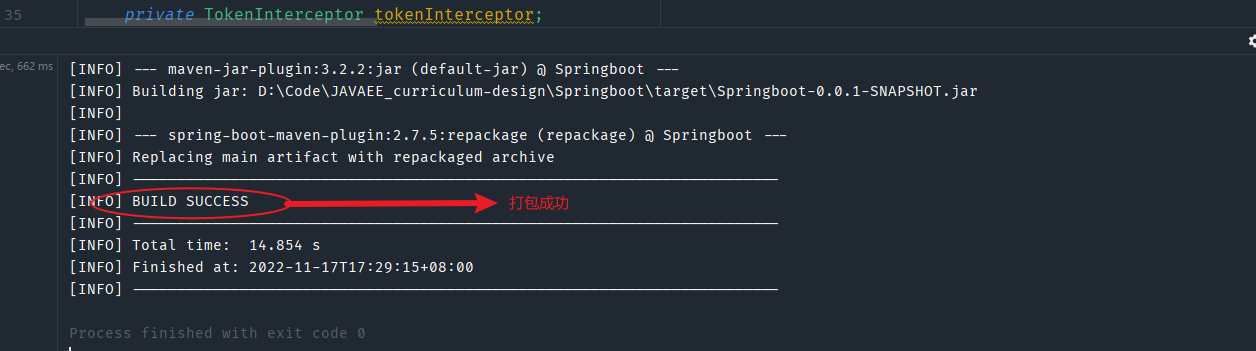 35 private TokenInterceptor tokenInterceptor;
ec, 662 ms
[INFO] --- maven-jar-plugin:3.2.2:jar (default-jar) @ Springboot ---
[INFO] Building jar: D:\Code\JAVAEE_curriculum-design\Springboot\target\Springboot-0.0.1-SNAPSHOT.jar
[INFO]
[INFO] --- spring-boot-maven-plugin:2.7.5:repackage (repackage) @ Springboot ---
[INFO] Replacing main artifact with repackaged archive
[INFO] ------------------------------------------------------------------------
[INFO] BUILD SUCCESS 打包成功
[INFO] ------------------------------------------------------------------------
[INFO] Total time:  14.854 s
[INFO] Finished at: 2022-11-17T17:29:15+08:00
[INFO] ------------------------------------------------------------------------
Process finished with exit code 0